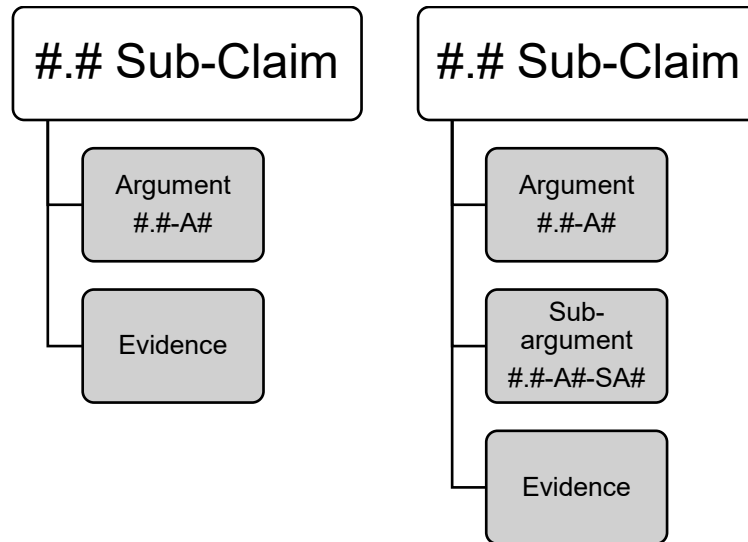 #.# Sub-Claim
Argument
#.#-A#
Evidence
#.# Sub-Claim
Argument
#.#-A#
Sub-
argument
#.#-A#-SA#
Evidence